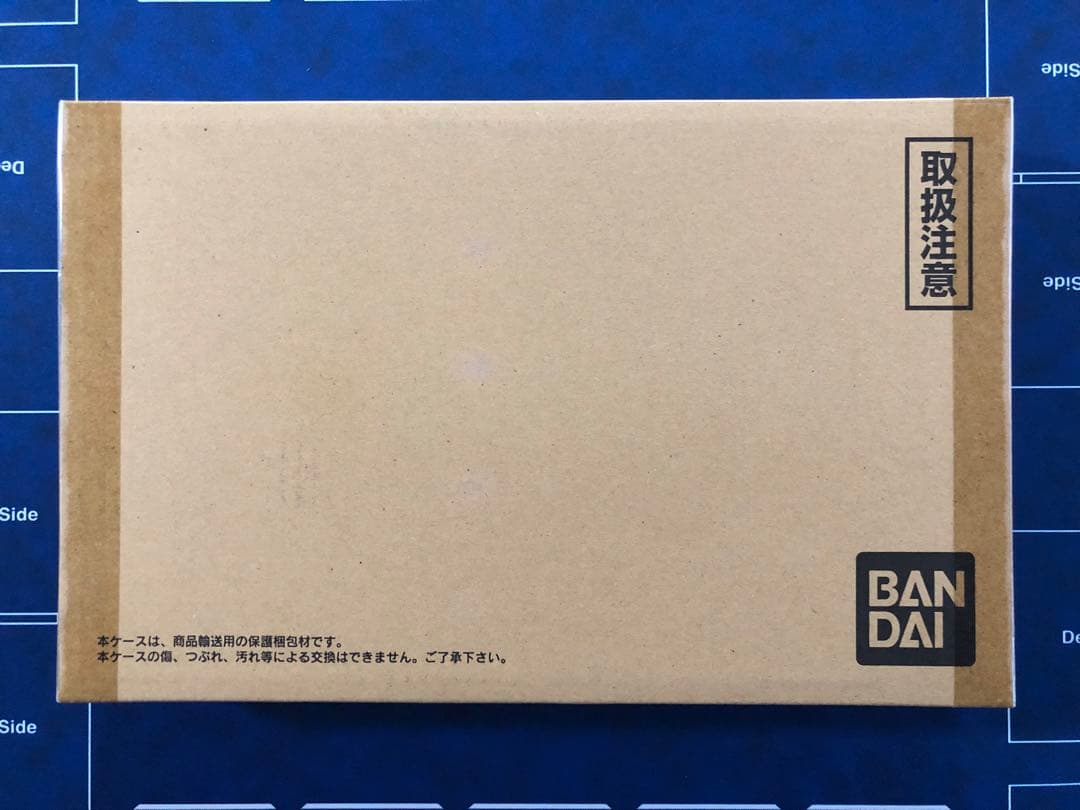 Side
De
Side
取扱注意
Side
Side
BAN
DAI
De
本ケースは、商品輸送用の保護梱包材です。
本ケースの傷、つぶれ、汚れ等による交換はできません。ご了承下さい。